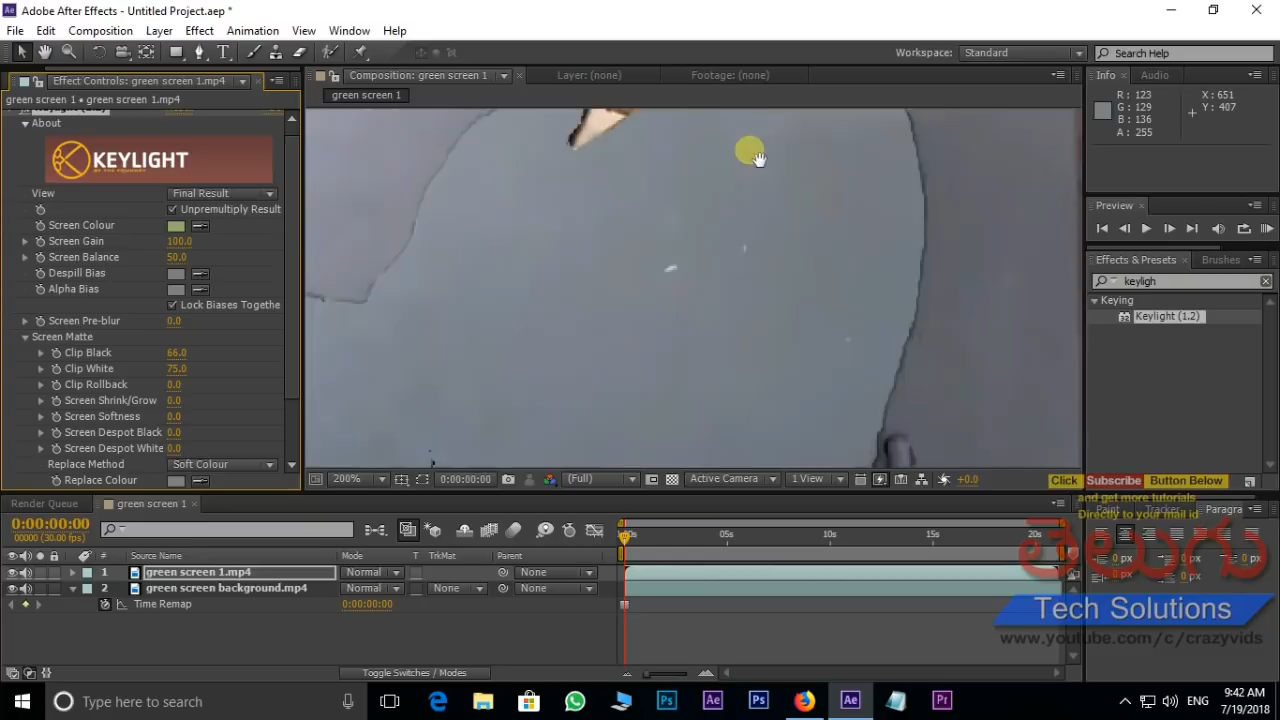 Adobe After Effects - Untitled Project.aep *
File Edit Composition Layer Effect Animation View Window Help
Workspace: Standard Search Help
Effect Controls: green screen 1.mp4
Composition: green screen 1 Layer: (none) Footage: (none)
Info Audio
green screen 1 • green screen 1.mp4
green screen 1
R: 123 X: 651
G: 129 Y: 407
B: 136
A: 255
About
KEYLIGHT
View Final Result
Unpremultiply Result
Screen Colour
Screen Gain 100.0
Screen Balance 50.0
Despill Bias
Alpha Bias
Lock Biases Togethe
Screen Pre-blur 0.0
Screen Matte
Clip Black 66.0
Clip White 75.0
Clip Rollback 0.0
Screen Shrink/Grow 0.0
Screen Softness 0.0
Screen Despot Black 0.0
Screen Despot White 0.0
Replace Method Soft Colour
Replace Colour
Preview
Effects & Presets Brushes
keyligh
Keying
Keylight (1.2)
200% 0:00:00:00 (Full) Active Camera 1 View +0.0
Click Subscribe Button Below
and get more tutorials
Directly to your mail id
Render Queue green screen 1
Paint Tracker Paragra
0:00:00:00
00000 (30.00 fps)
05s 10s 15s 20s
# Source Name Mode T TrkMat Parent
1 green screen 1.mp4 Normal None
2 green screen background.mp4 Normal None None
Time Remap 0:00:00:00
0 px 0 px
0 px 0 px
Tech Solutions
www.youtube.com/c/crazyvids
Toggle Switches / Modes
Type here to search
ENG
9:42 AM
7/19/2018